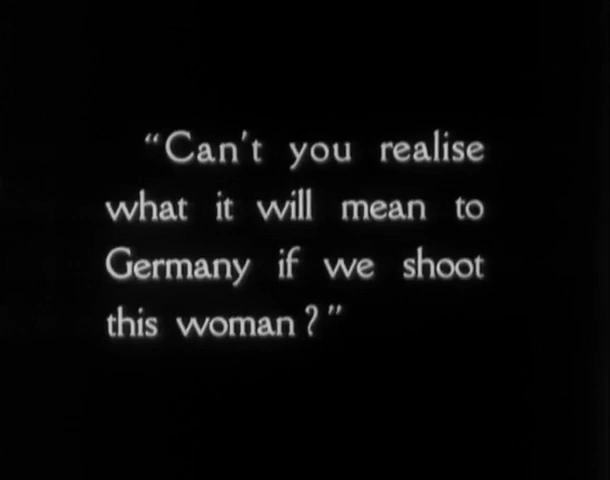 “Can't you realise
what it will mean to
Germany if we shoot
this woman?”